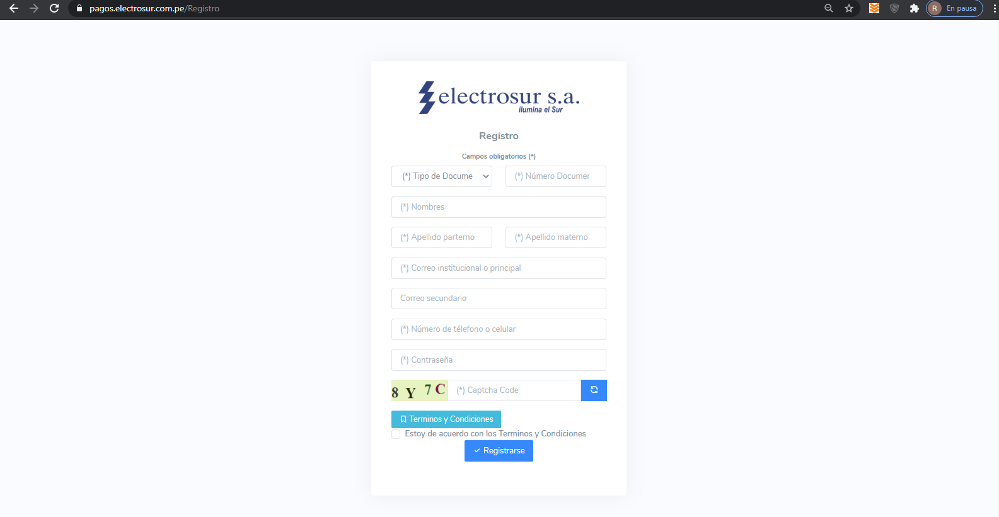 pagos.electrosur.com.pe/Registro
R En pausa
electrosur s.a.
ilumina el Sur
Registro
Campos obligatorios (*)
(*) Tipo de Docume (*) Número Documer
(*) Nombres
(*) Apellido parterno (*) Apellido materno
(*) Correo institucional o principal
Correo secundario
(*) Número de télefono o celular
(*) Contraseña
8 Y 7 C (*) Captcha Code
Terminos y Condiciones
Estoy de acuerdo con los Terminos y Condiciones
Registrarse